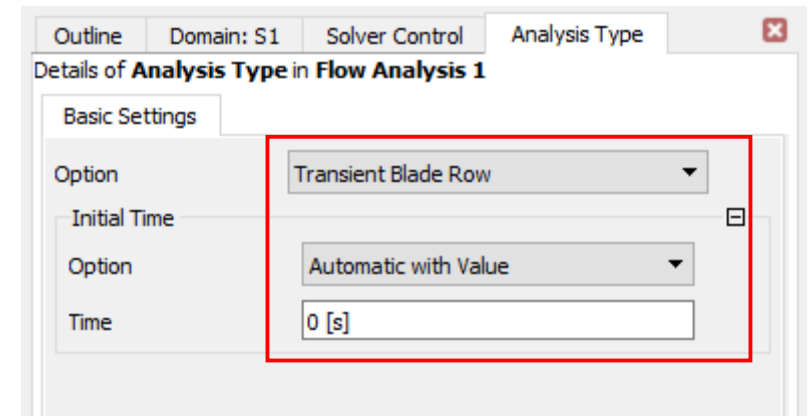 Outline Domain: S1 Solver Control Analysis Type
Details of Analysis Type in Flow Analysis 1
Basic Settings
Option Transient Blade Row
Initial Time
Option Automatic with Value
Time 0 [s]